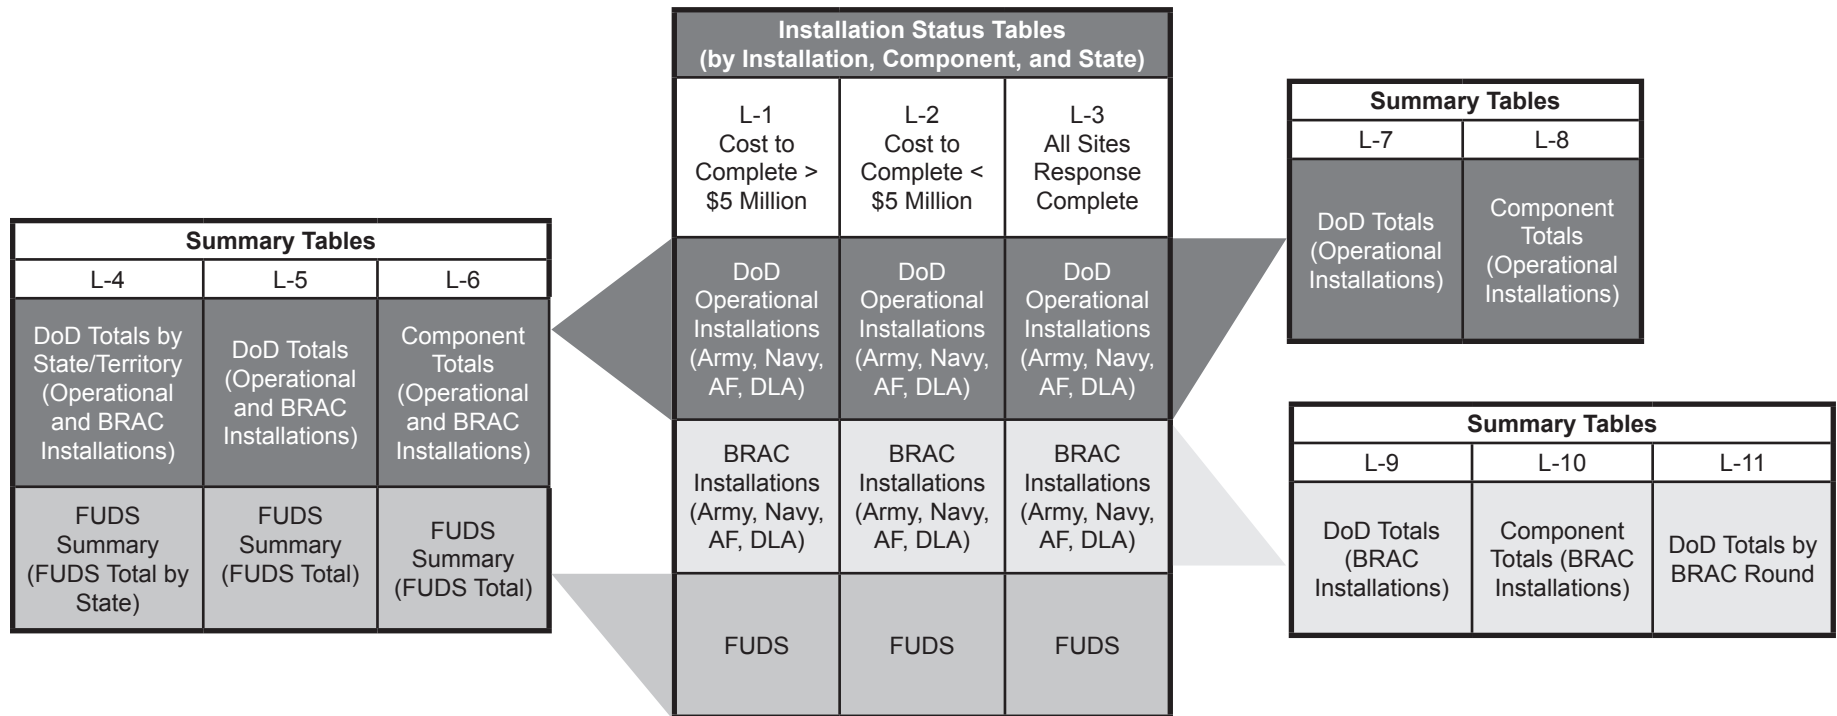 Installation Status Tables
(by Installation, Component, and State)
L-1
Cost to
Complete >
$5 Million
L-2
Cost to
Complete <
$5 Million
L-3
All Sites
Response
Complete
DoD
Operational
Installations
(Army, Navy,
AF, DLA)
DoD
Operational
Installations
(Army, Navy,
AF, DLA)
DoD
Operational
Installations
(Army, Navy,
AF, DLA)
BRAC
Installations
(Army, Navy,
AF, DLA)
BRAC
Installations
(Army, Navy,
AF, DLA)
BRAC
Installations
(Army, Navy,
AF, DLA)
FUDS
FUDS
FUDS
Summary Tables
L-4
L-5
L-6
DoD Totals by
State/Territory
(Operational
and BRAC
Installations)
DoD Totals
(Operational
and BRAC
Installations)
Component
Totals
(Operational
and BRAC
Installations)
FUDS
Summary
(FUDS Total by
State)
FUDS
Summary
(FUDS Total)
FUDS
Summary
(FUDS Total)
Summary Tables
L-7
L-8
DoD Totals
(Operational
Installations)
Component
Totals
(Operational
Installations)
Summary Tables
L-9
L-10
L-11
DoD Totals
(BRAC
Installations)
Component
Totals (BRAC
Installations)
DoD Totals by
BRAC Round